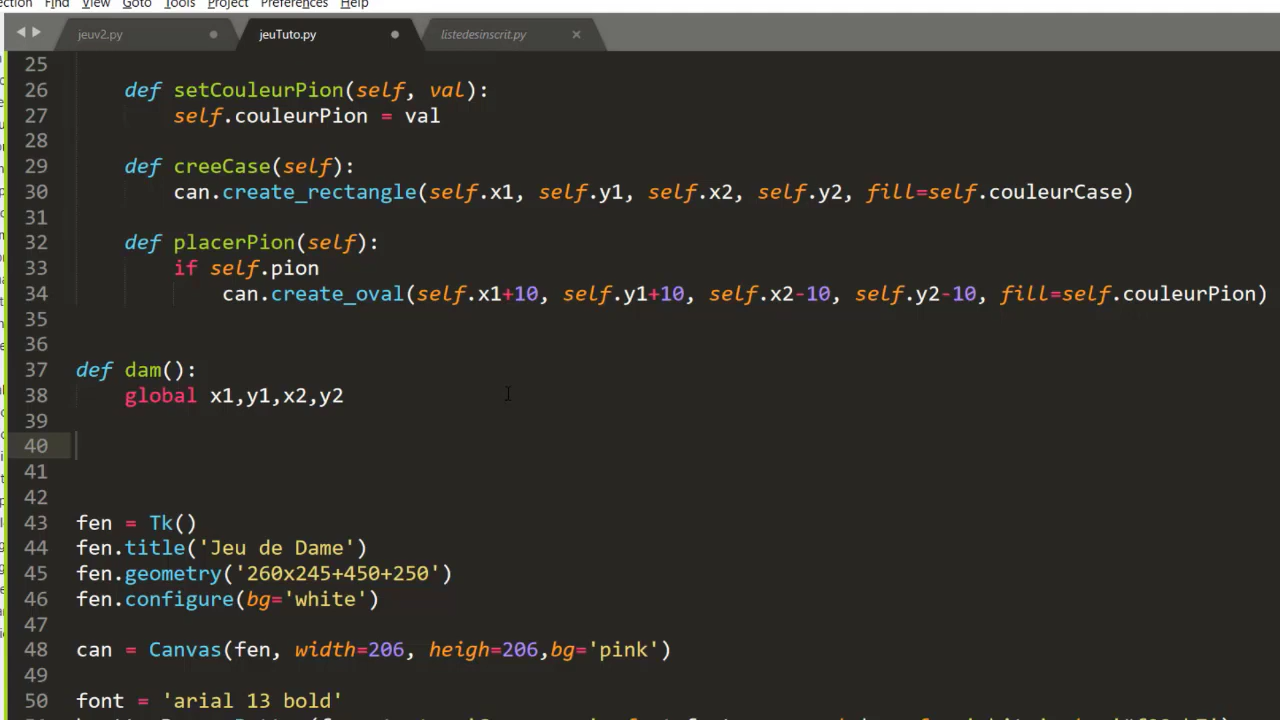 ection Find View Goto Tools Project Preferences Help
jeuv2.py jeuTuto.py listedesinscrit.py
25
26 def setCouleurPion(self, val):
27 self.couleurPion = val
28
29 def creeCase(self):
30 can.create_rectangle(self.x1, self.y1, self.x2, self.y2, fill=self.couleurCase)
31
32 def placerPion(self):
33 if self.pion
34 can.create_oval(self.x1+10, self.y1+10, self.x2-10, self.y2-10, fill=self.couleurPion)
35
36
37 def dam():
38 global x1,y1,x2,y2
39
40
41
42
43 fen = Tk()
44 fen.title('Jeu de Dame')
45 fen.geometry('260x245+450+250')
46 fen.configure(bg='white')
47
48 can = Canvas(fen, width=206, heigh=206,bg='pink')
49
50 font = 'arial 13 bold'